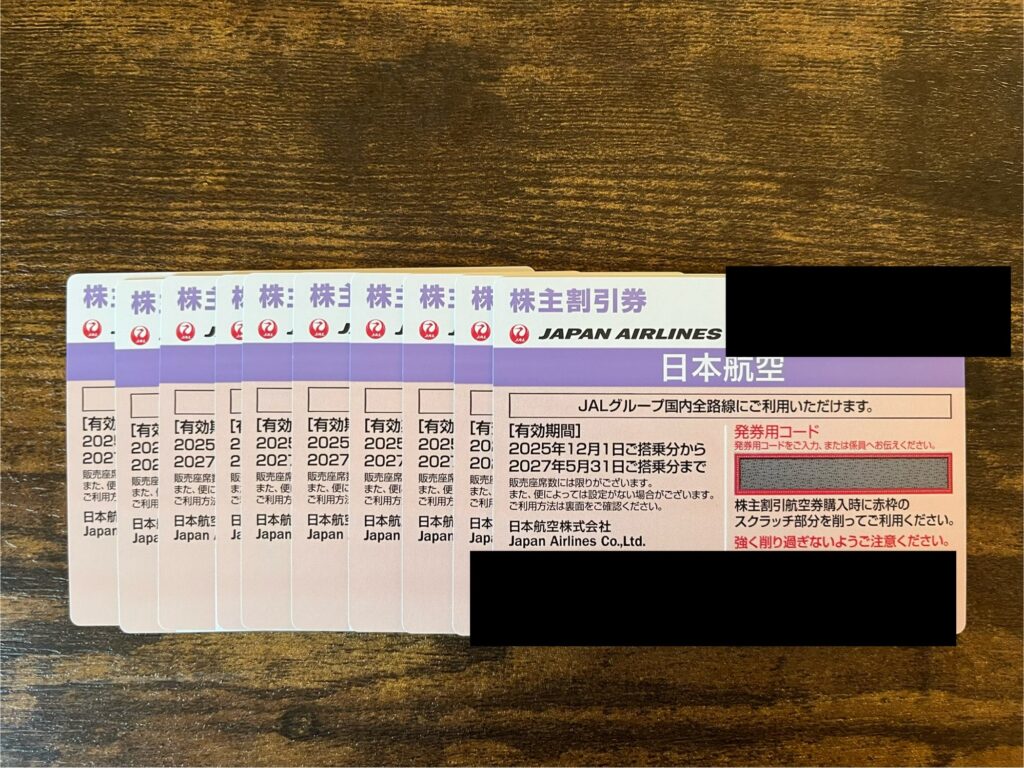 株主割引券
JAL
JAPAN AIRLINES
日本航空
JALグループ国内全路線にご利用いただけます。
[有効期間]
2025年12月1日ご搭乗分から
2027年5月31日ご搭乗分まで
販売座席数には限りがございます。
また、便によっては設定がない場合がございます。
ご利用方法は裏面をご確認ください。
日本航空株式会社
Japan Airlines Co.,Ltd.
発券用コード
発券用コードをご入力、または係員へお伝えください。
株主割引航空券購入時に赤枠の
スクラッチ部分を削ってご利用ください。
強く削り過ぎないようご注意ください。